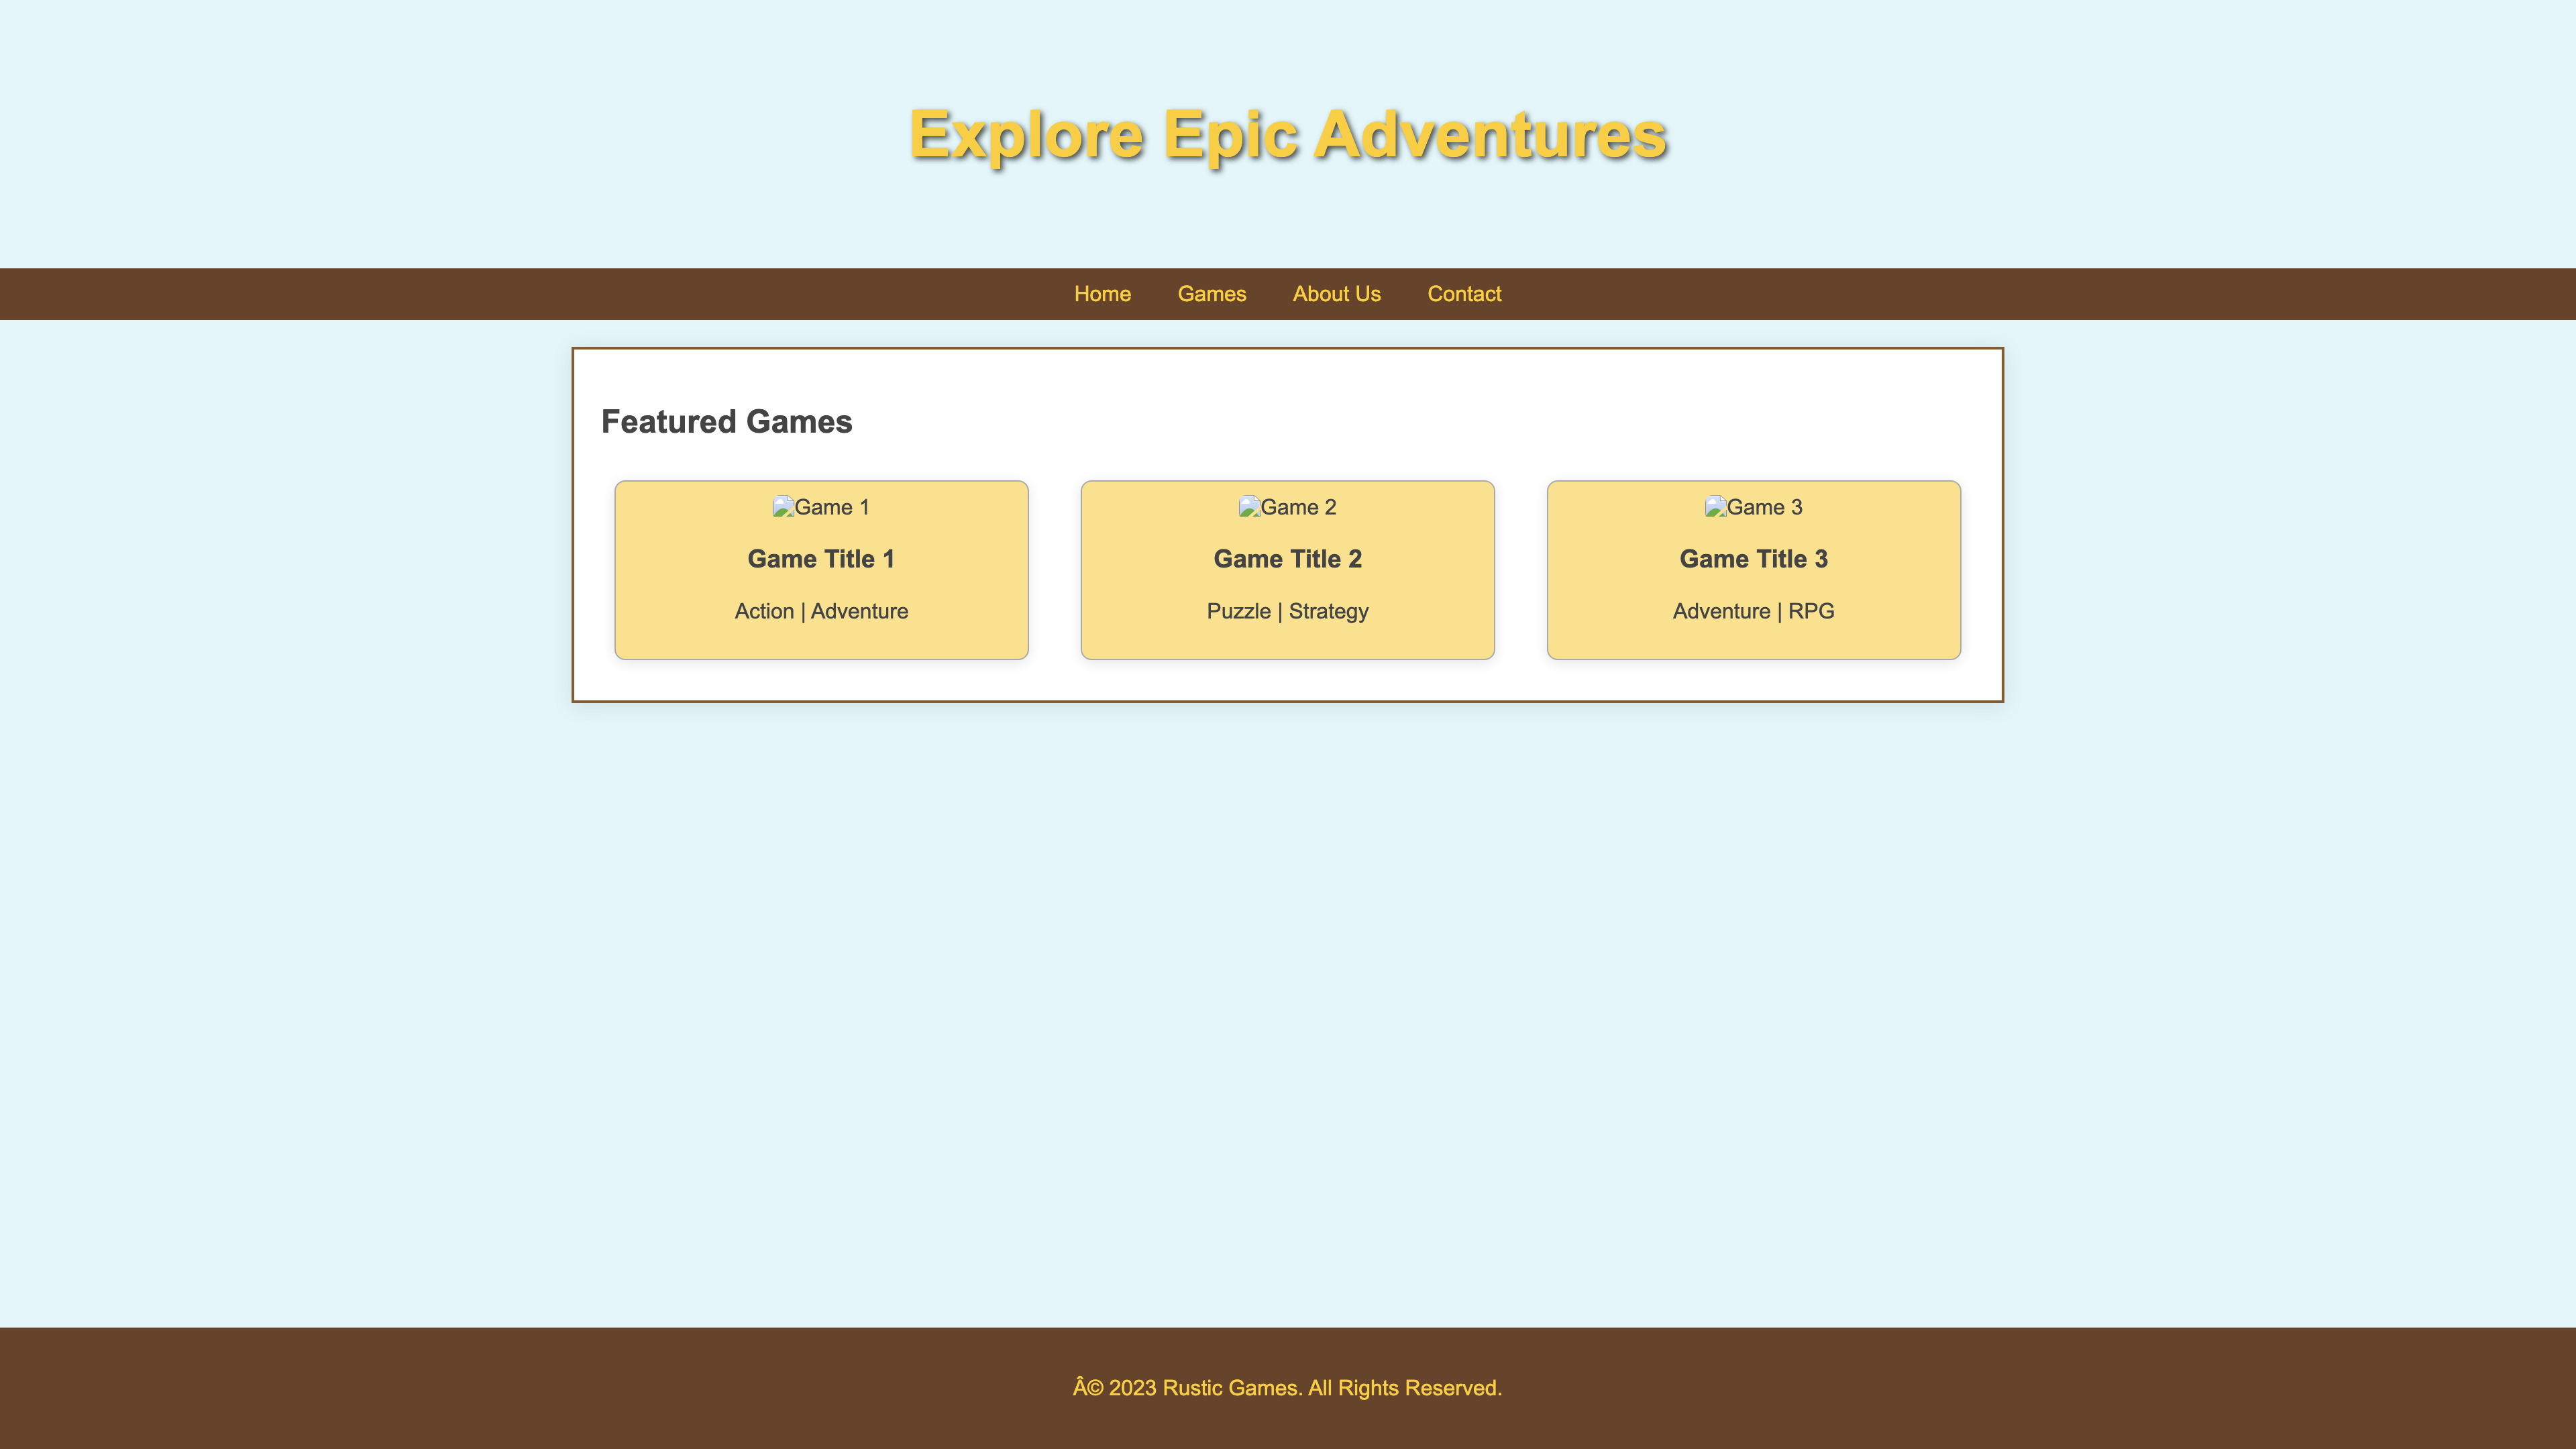 Explore Epic Adventures
Home Games About Us Contact
Featured Games
Game 1 Game 2 Game 3
Game Title 1 Game Title 2 Game Title 3
Action | Adventure Puzzle | Strategy Adventure | RPG
Â© 2023 Rustic Games. All Rights Reserved.